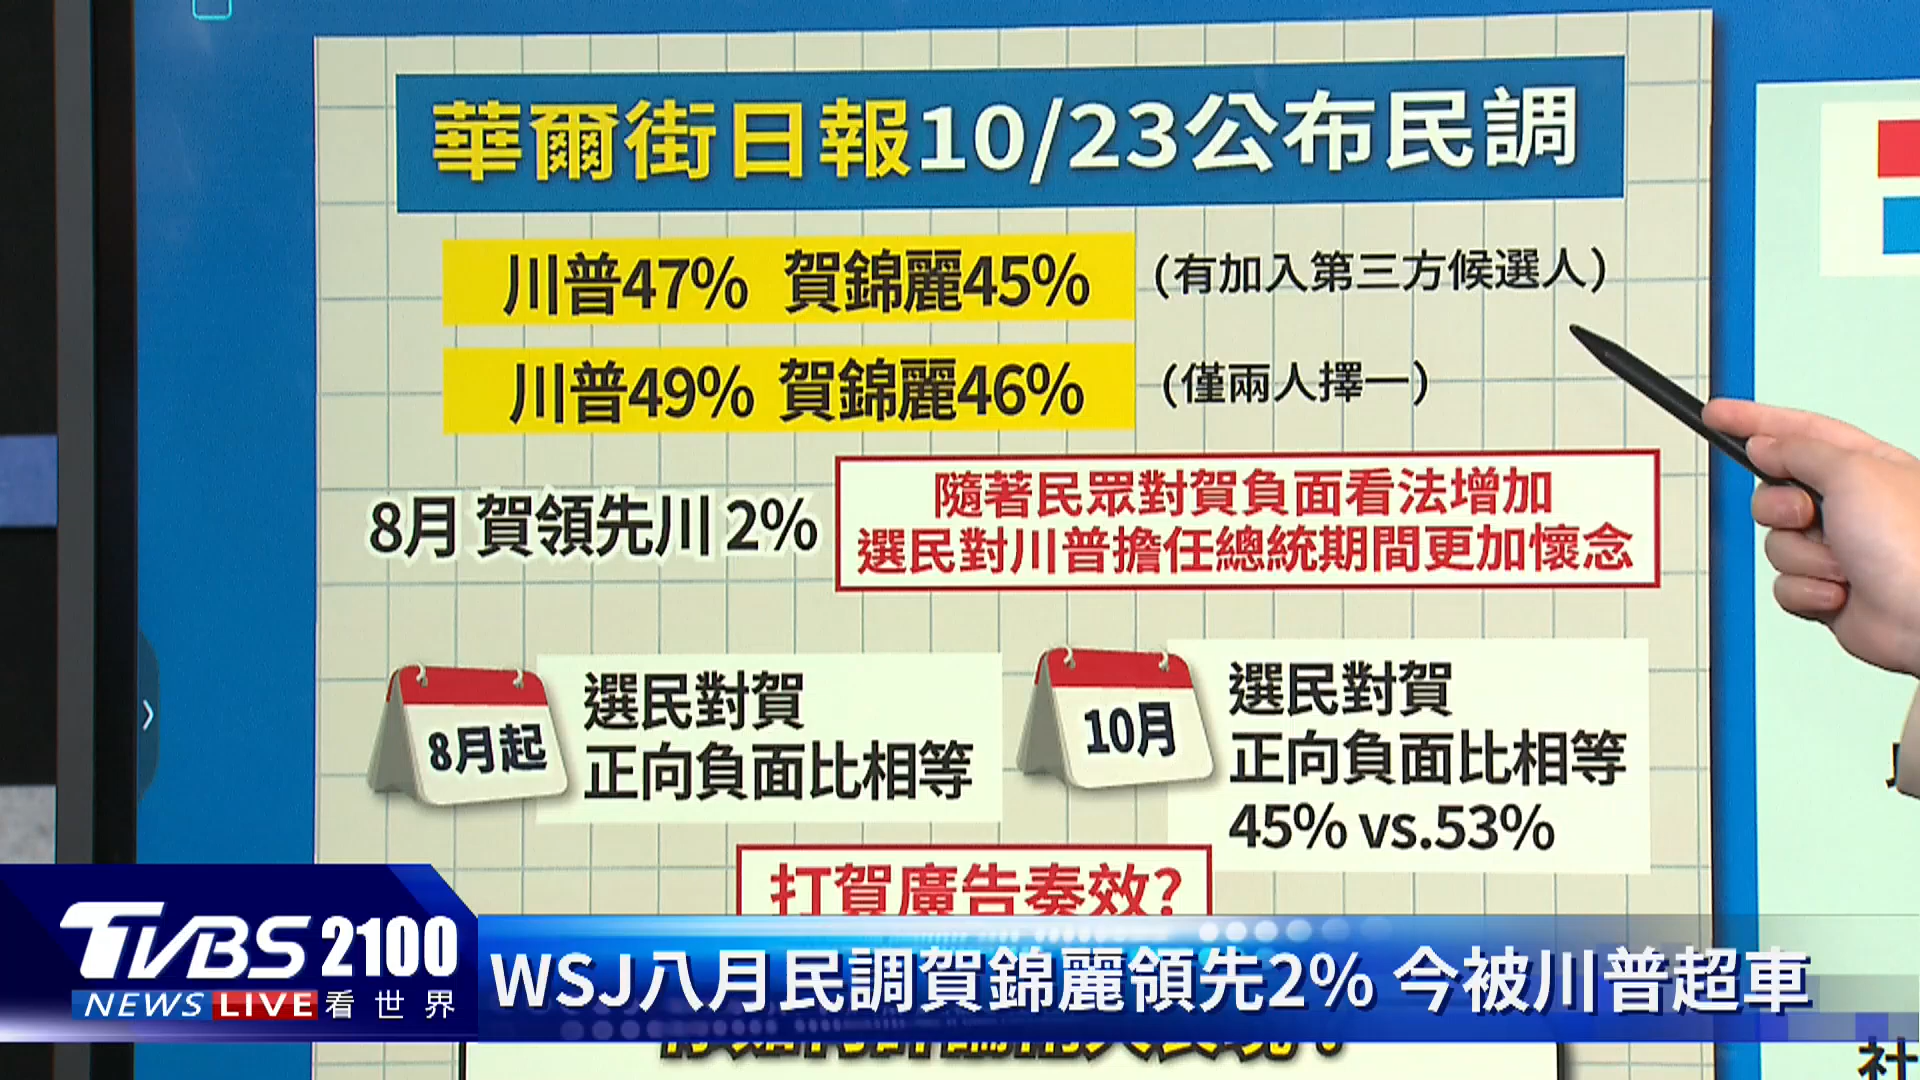 華爾街日報10/23公布民調
川普47% 賀錦麗45% (有加入第三方候選人)
川普49% 賀錦麗46% (僅兩人擇一)
8月 賀領先川 2%
隨著民眾對賀負面看法增加
選民對川普擔任總統期間更加懷念
8月起
選民對賀
正向負面比相等
10月
選民對賀
正向負面比相等
45% vs.53%
打賀廣告奏效?
TVBS 2100
NEWS LIVE 看世界
WSJ八月民調賀錦麗領先2% 今被川普超車
社